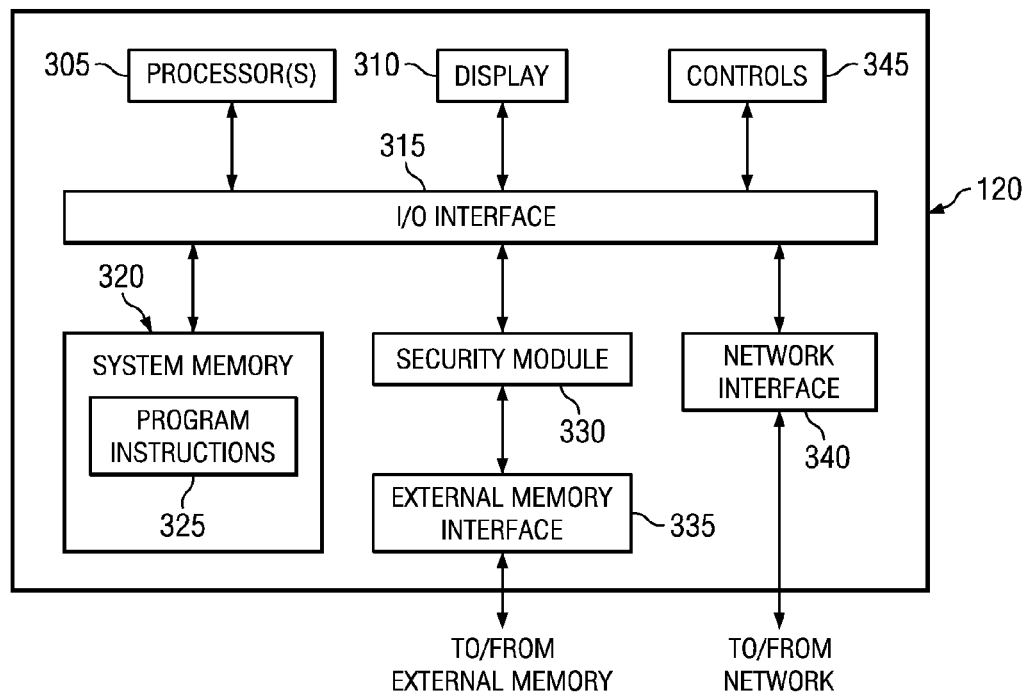 305 PROCESSOR(S) 310 DISPLAY CONTROLS 345
315
I/O INTERFACE
120
320
SYSTEM MEMORY
PROGRAM
INSTRUCTIONS
325
SECURITY MODULE
330
EXTERNAL MEMORY
INTERFACE
335
NETWORK
INTERFACE
340
TO/FROM
EXTERNAL MEMORY
TO/FROM
NETWORK